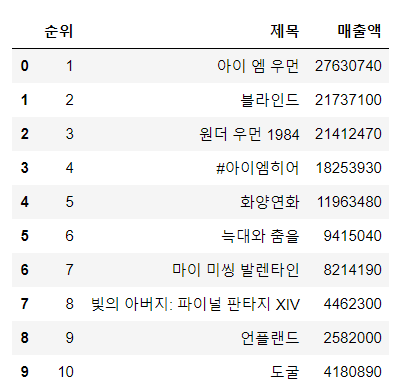 순위 제목 매출액
0 1 아이 엠 우먼 27630740
1 2 블라인드 21737100
2 3 원더 우먼 1984 21412470
3 4 #아이엠히어 18253930
4 5 화양연화 11963480
5 6 늑대와 춤을 9415040
6 7 마이 미씽 발렌타인 8214190
7 8 빛의 아버지: 파이널 판타지 XIV 4462300
8 9 언플랜드 2582000
9 10 도굴 4180890